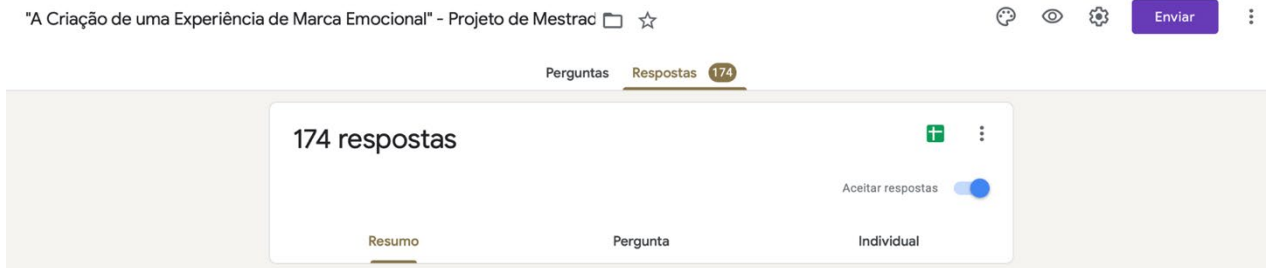 "A Criação de uma Experiência de Marca Emocional" - Projeto de Mestrad
Enviar
Perguntas Respostas 174
174 respostas
Aceitar respostas
Resumo Pergunta Individual